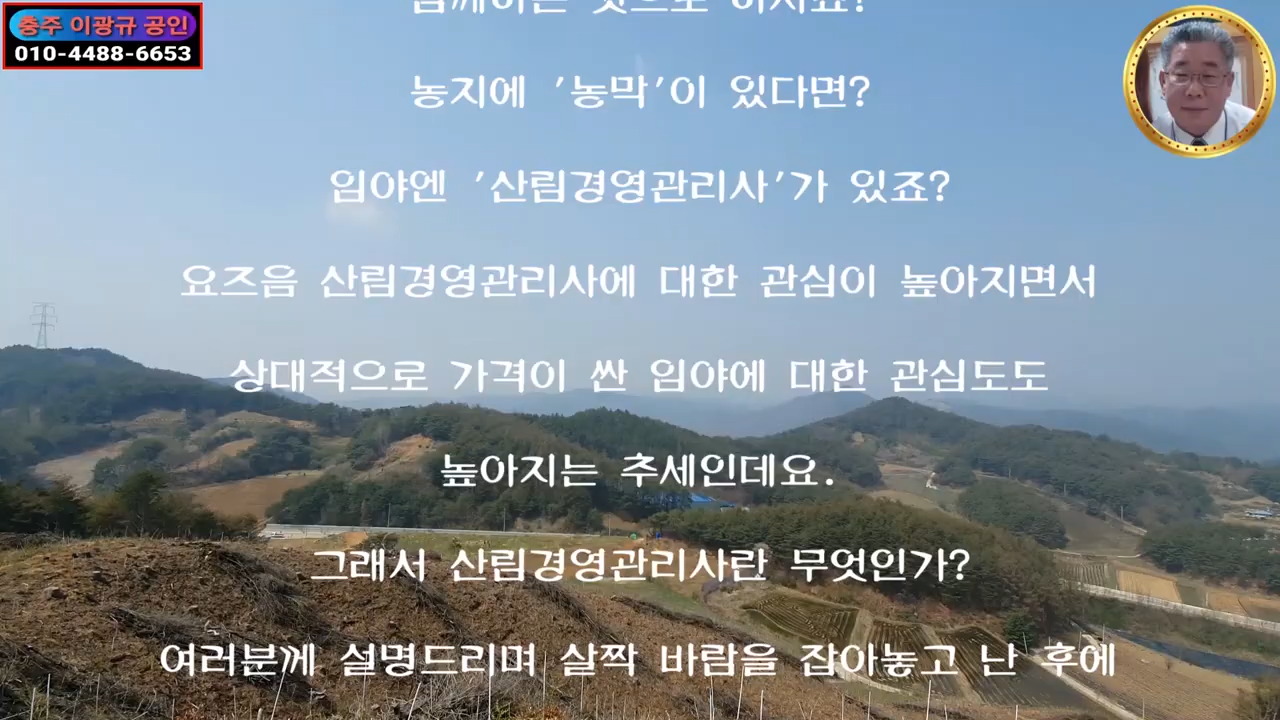 충주 이광규 공인
010-4488-6653
농지에 '농막'이 있다면?
임야엔 '산림경영관리사'가 있죠?
요즈음 산림경영관리사에 대한 관심이 높아지면서
상대적으로 가격이 싼 임야에 대한 관심도도
높아지는 추세인데요.
그래서 산림경영관리사란 무엇인가?
여러분께 설명드리며 살짝 바람을 잡아놓고 난 후에